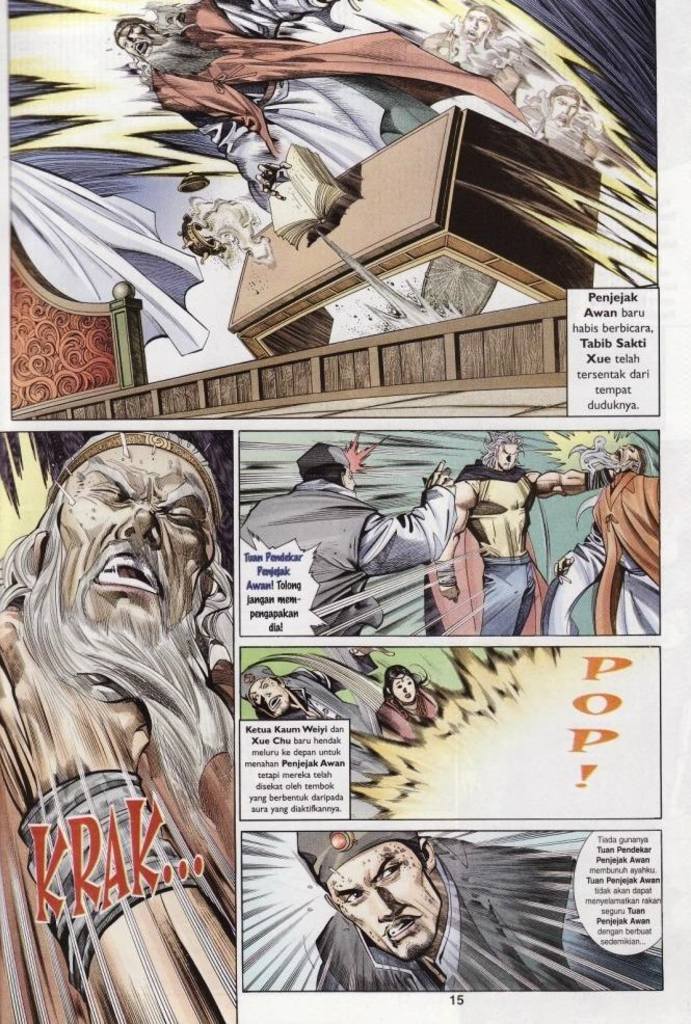 Penjejak
Awan baru
habis berbicara,
Tabib Sakti
Xue telah
tersentak dari
tempat
duduknya.
KRAK...
Tuan Pendekar
Penjejak
Awan! Tolong
jangan mem-
pengapakan
dia!
Ketua Kaum Weiyi dan
Xue Chu baru hendak
meluru ke depan untuk
menahan Penjejak Awan
tetapi mereka telah
disekat oleh tembok
yang berbentuk daripada
aura yang diaktifkannya.
POP!
Tiada gunanya
Tuan Pendekar
Penjejak Awan
membunuh ayahku.
Tuan Penjejak Awan
tidak akan dapat
menyelamatkan rakan
seguru Tuan
Penjejak Awan
dengan berbuat
sedemikian...
15